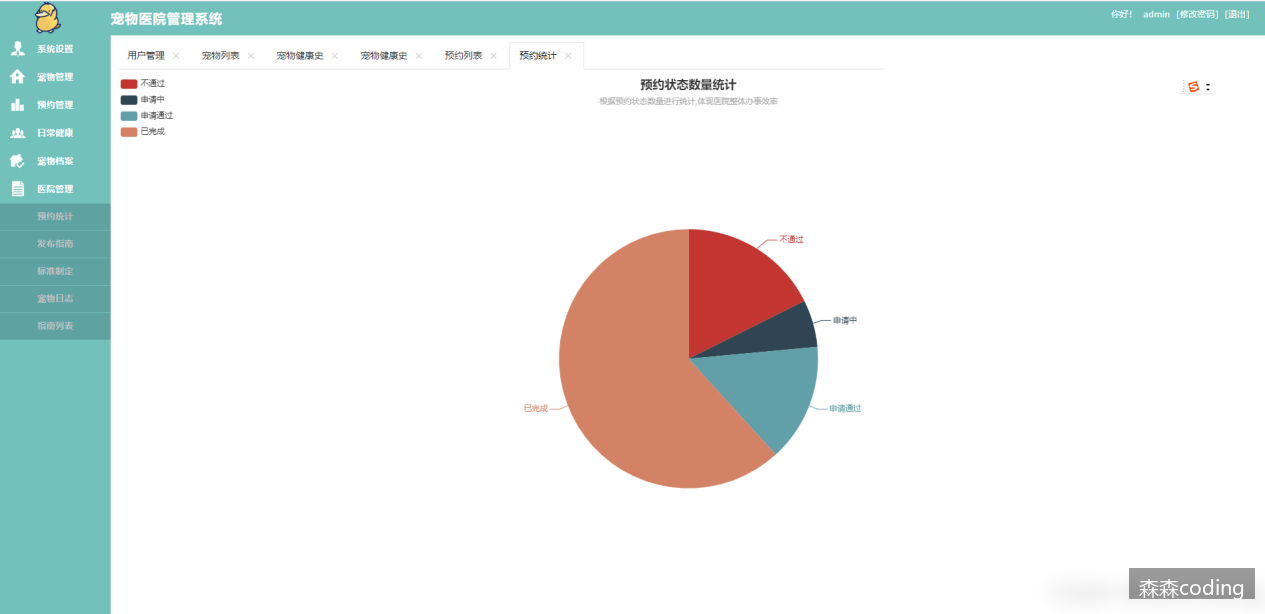 宠物医院管理系统
你好! admin [修改密码] [退出]
系统设置
宠物管理
预约管理
日常健康
宠物档案
医院管理
预约统计
发布指南
标准制定
宠物日志
指南列表
用户管理 宠物列表 宠物健康史 宠物健康史 预约列表 预约统计
不通过
申请中
申请通过
已完成
预约状态数量统计
根据预约状态数量进行统计,体现医院整体办事效率
不通过
申请中
已完成
申请通过
森森coding